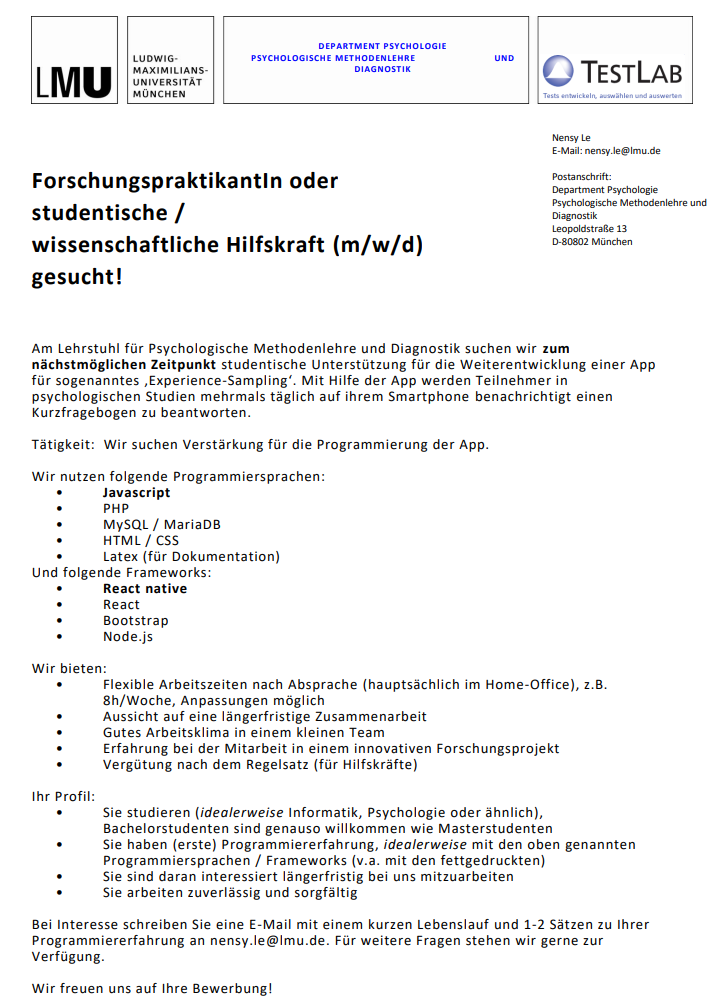 LMU
LUDWIG-
MAXIMILIANS-
UNIVERSITÄT
MÜNCHEN
DEPARTMENT PSYCHOLOGIE
PSYCHOLOGISCHE METHODENLEHRE UND
DIAGNOSTIK
TESTLAB
Tests entwickeln, auswählen und auswerten
Nensy Le
E-Mail: nensy.le@lmu.de
Postanschrift:
Department Psychologie
Psychologische Methodenlehre und
Diagnostik
Leopoldstraße 13
D-80802 München
ForschungspraktikantIn oder
studentische /
wissenschaftliche Hilfskraft (m/w/d)
gesucht!
Am Lehrstuhl für Psychologische Methodenlehre und Diagnostik suchen wir zum
nächstmöglichen Zeitpunkt studentische Unterstützung für die Weiterentwicklung einer App
für sogenanntes ‚Experience-Sampling‘. Mit Hilfe der App werden Teilnehmer in
psychologischen Studien mehrmals täglich auf ihrem Smartphone benachrichtigt einen
Kurzfragebogen zu beantworten.
Tätigkeit: Wir suchen Verstärkung für die Programmierung der App.
Wir nutzen folgende Programmiersprachen:
• Javascript
• PHP
• MySQL / MariaDB
• HTML / CSS
• Latex (für Dokumentation)
Und folgende Frameworks:
• React native
• React
• Bootstrap
• Node.js
Wir bieten:
• Flexible Arbeitszeiten nach Absprache (hauptsächlich im Home-Office), z.B.
8h/Woche, Anpassungen möglich
• Aussicht auf eine längerfristige Zusammenarbeit
• Gutes Arbeitsklima in einem kleinen Team
• Erfahrung bei der Mitarbeit in einem innovativen Forschungsprojekt
• Vergütung nach dem Regelsatz (für Hilfskräfte)
Ihr Profil:
• Sie studieren (idealerweise Informatik, Psychologie oder ähnlich),
Bachelorstudenten sind genauso willkommen wie Masterstudenten
• Sie haben (erste) Programmiererfahrung, idealerweise mit den oben genannten
Programmiersprachen / Frameworks (v.a. mit den fettgedruckten)
• Sie sind daran interessiert längerfristig bei uns mitzuarbeiten
• Sie arbeiten zuverlässig und sorgfältig
Bei Interesse schreiben Sie eine E-Mail mit einem kurzen Lebenslauf und 1-2 Sätzen zu Ihrer
Programmiererfahrung an nensy.le@lmu.de. Für weitere Fragen stehen wir gerne zur
Verfügung.
Wir freuen uns auf Ihre Bewerbung!